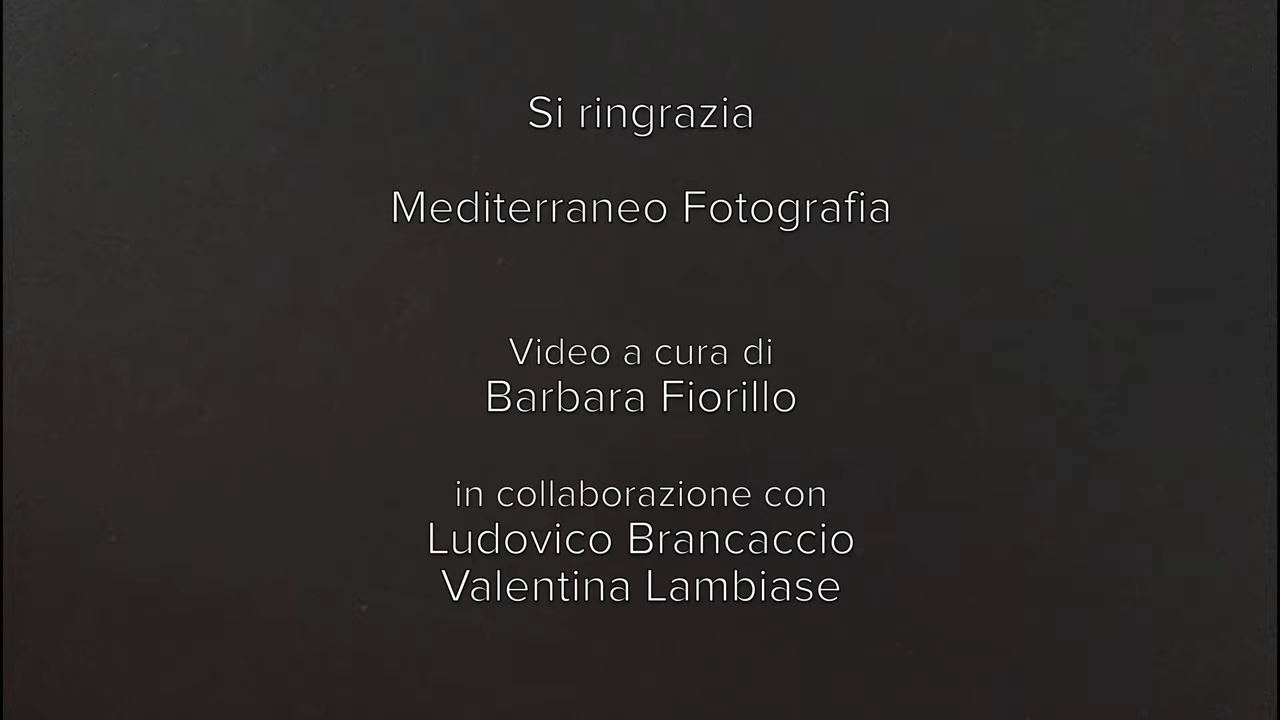 Si ringrazia
Mediterraneo Fotografia
Video a cura di
Barbara Fiorillo
in collaborazione con
Ludovico Brancaccio
Valentina Lambiase